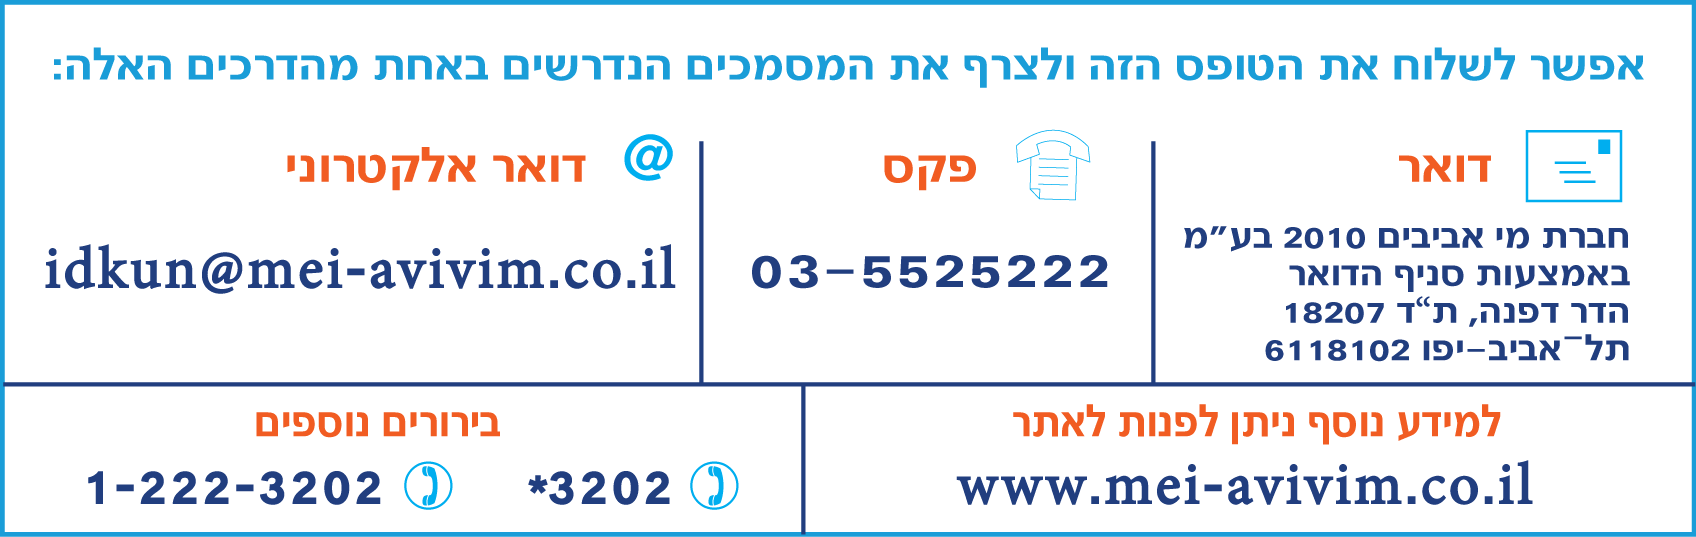 אפשר לשלוח את הטופס הזה ולצרף את המסמכים הנדרשים באחת מהדרכים האלה:
דואר
חברת מי אביבים 2010 בע"מ
באמצעות סניף הדואר
הדר דפנה, ת"ד 18207
תל־אביב-יפו 6118102
פקס
03-5525222
@ דואר אלקטרוני
idkun@mei-avivim.co.il
למידע נוסף ניתן לפנות לאתר
www.mei-avivim.co.il
בירורים נוספים
*3202
1-222-3202